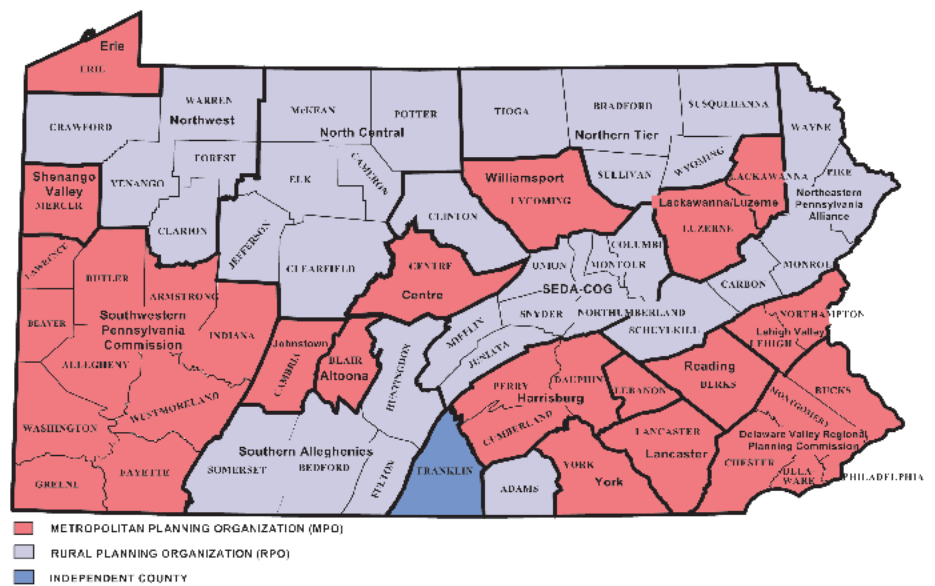 Erie
ERIE
WARREN
Northwest
CRAWFORD
FOREST
VENANGO
CLARION
McKEAN
POTTER
North Central
ELK
CAMERON
JEFFERSON
CLEARFIELD
TIOGA
BRADFORD
SUSQUEHANNA
Northern Tier
SULLIVAN
WYOMING
WAYNE
PIKE
Northeastern
Pennsylvania
Alliance
MONROE
CARBON
SCHEYLKILL
LACKAWANNA
Lackawanna/Luzerne
LUZERNE
Williamsport
LYCOMING
CLINTON
CENTRE
Centre
COLUMBI
UNION
MONTOUR
SEDA-COG
SNYDER
NORTHUMBERLAND
MIFFLIN
JUNIATA
Shenango
Valley
MERCER
LAWRENCE
BUTLER
ARMSTRONG
BEAVER
Southwestern
Pennsylvania
Commission
INDIANA
ALLEGHENY
WESTMORELAND
WASHINGTON
GREENE
FAYETTE
Johnstown
CAMBRIA
BLAIR
Altoona
HUNTINGDON
Southern Alleghenies
SOMERSET
BEDFORD
FULTON
FRANKLIN
ADAMS
PERRY
DAUPHIN
Harrisburg
CUMBERLAND
LEBANON
YORK
York
LANCASTER
Lancaster
Reading
BERKS
NORTHAMPTON
Lehigh Valley
LEHIGH
BUCKS
MONTGOMERY
Delaware Valley Regional
Planning Commission
CHESTER
DELA
WARE
PHILADELPHIA
METROPOLITAN PLANNING ORGANIZATION (MPO)
RURAL PLANNING ORGANIZATION (RPO)
INDEPENDENT COUNTY